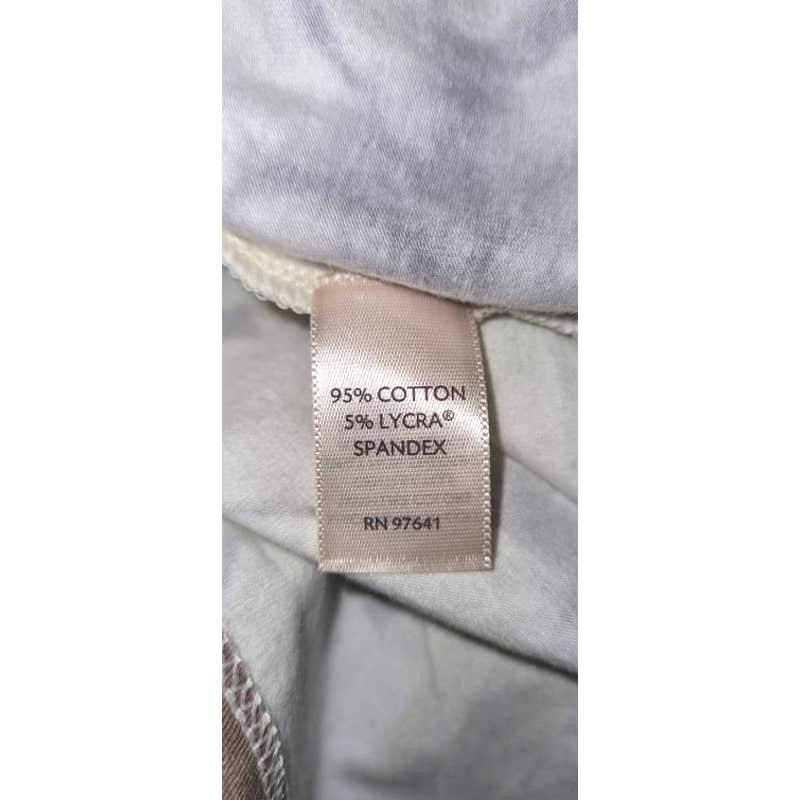 95% COTTON
5% LYCRA®
SPANDEX
RN 97641